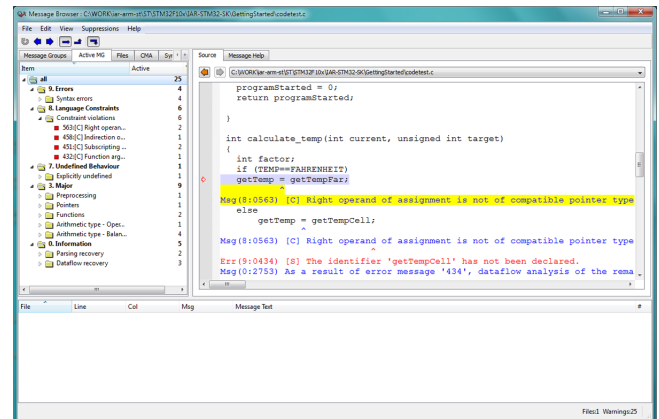 QA Message Browser : C:\WORK\iar-arm-st\ST\STM32F10x\IAR-STM32-SK\GettingStarted\codetest.c
File Edit View Suppressions Help
Message Groups Active MG Files CMA Syr
Item Active
all 25
9. Errors 4
Syntax errors 4
8. Language Constraints 6
Constraint violations 6
563:[C] Right operan... 2
458:[C] Indirection o... 1
451:[C] Subscripting ... 2
432:[C] Function arg... 1
7. Undefined Behaviour 1
Explicitly undefined 1
3. Major 9
Preprocessing 1
Pointers 1
Functions 2
Arithmetic type - Oper... 1
Arithmetic type - Balan... 4
0. Information 5
Parsing recovery 2
Dataflow recovery 3
Source Message Help
C:\WORK\iar-arm-st\ST\STM32F10x\IAR-STM32-SK\GettingStarted\codetest.c
programStarted = 0;
return programStarted;
}
int calculate_temp(int current, unsigned int target)
{
int factor;
if (TEMP==FAHRENHEIT)
getTemp = getTempFar;
^
Msg(8:0563) [C] Right operand of assignment is not of compatible pointer type
else
getTemp = getTempCell;
^
Msg(8:0563) [C] Right operand of assignment is not of compatible pointer type
^
Err(9:0434) [S] The identifier 'getTempCell' has not been declared.
Msg(0:2753) As a result of error message '434', dataflow analysis of the rema
File Line Col Msg Message Text #
Files:1 Warnings:25